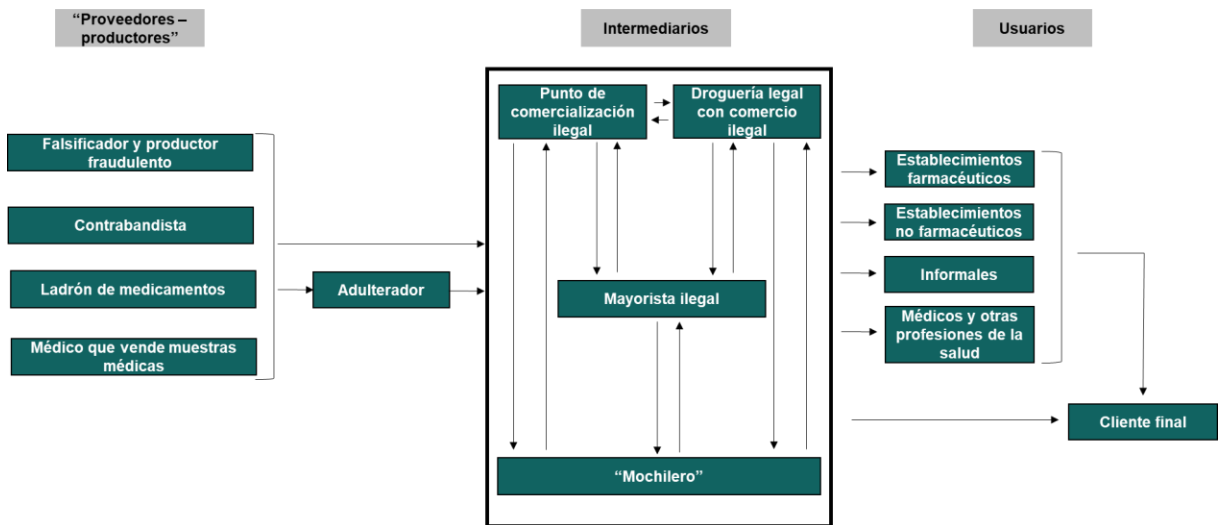 “Proveedores –
productores”
Intermediarios
Usuarios
Falsificador y productor
fraudulento
Contrabandista
Ladrón de medicamentos
Médico que vende muestras
médicas
Adulterador
Punto de
comercialización
ilegal
Droguería legal
con comercio
ilegal
Mayorista ilegal
“Mochilero”
Establecimientos
farmacéuticos
Establecimientos
no farmacéuticos
Informales
Médicos y otras
profesiones de la
salud
Cliente final